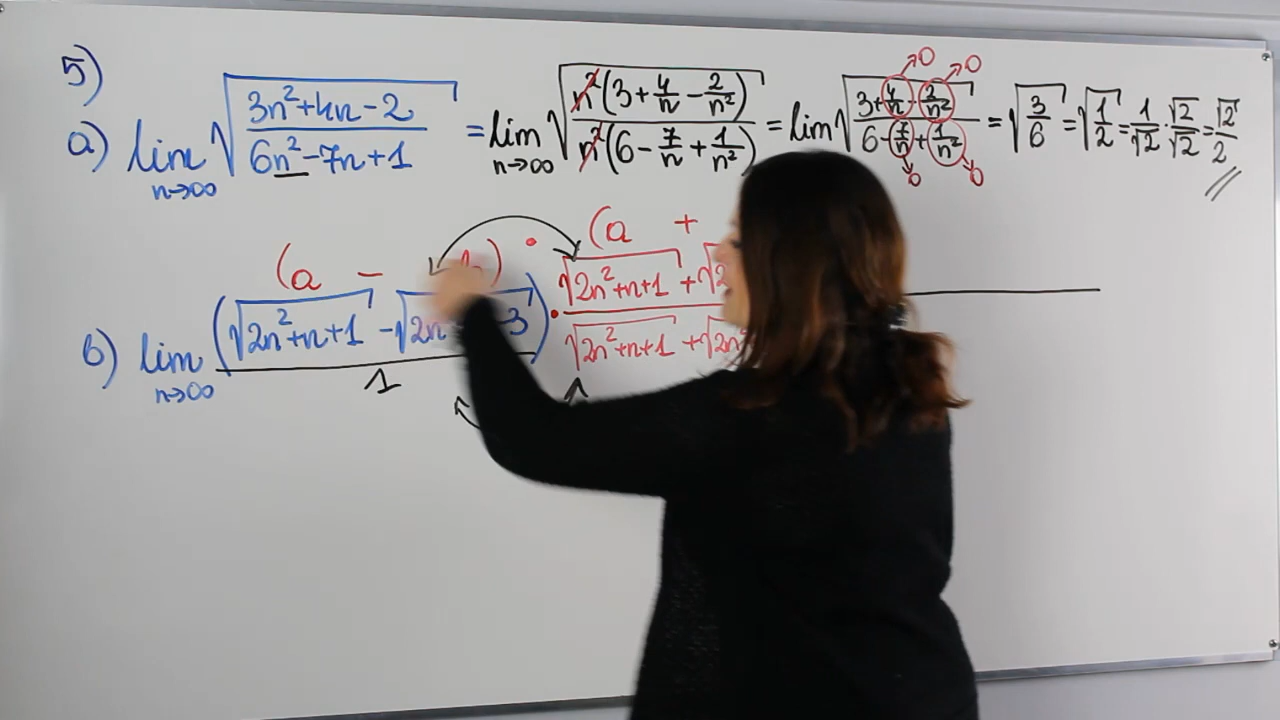 5)
a) lim n→∞ √(3n²+4n-2 / 6n²-7n+1) = lim n→∞ √(n²(3+4/n-2/n²) / n²(6-7/n+1/n²)) = lim √(3+4/n-2/n² / 6-7/n+1/n²) = √(3/6) = √(1/2) = 1/√2 · √2/√2 = √2/2
→0 →0
→0 →0
(a - b) · (a +
b) lim n→∞ (√2n²+n+1 - √2n 3) / 1 · √2n²+n+1 + √2 / √2n²+n+1 + √2n²